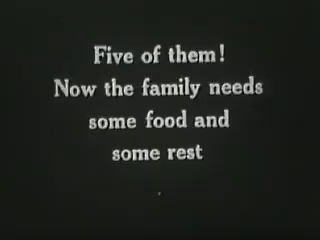 Five of them!
Now the family needs
some food and
some rest